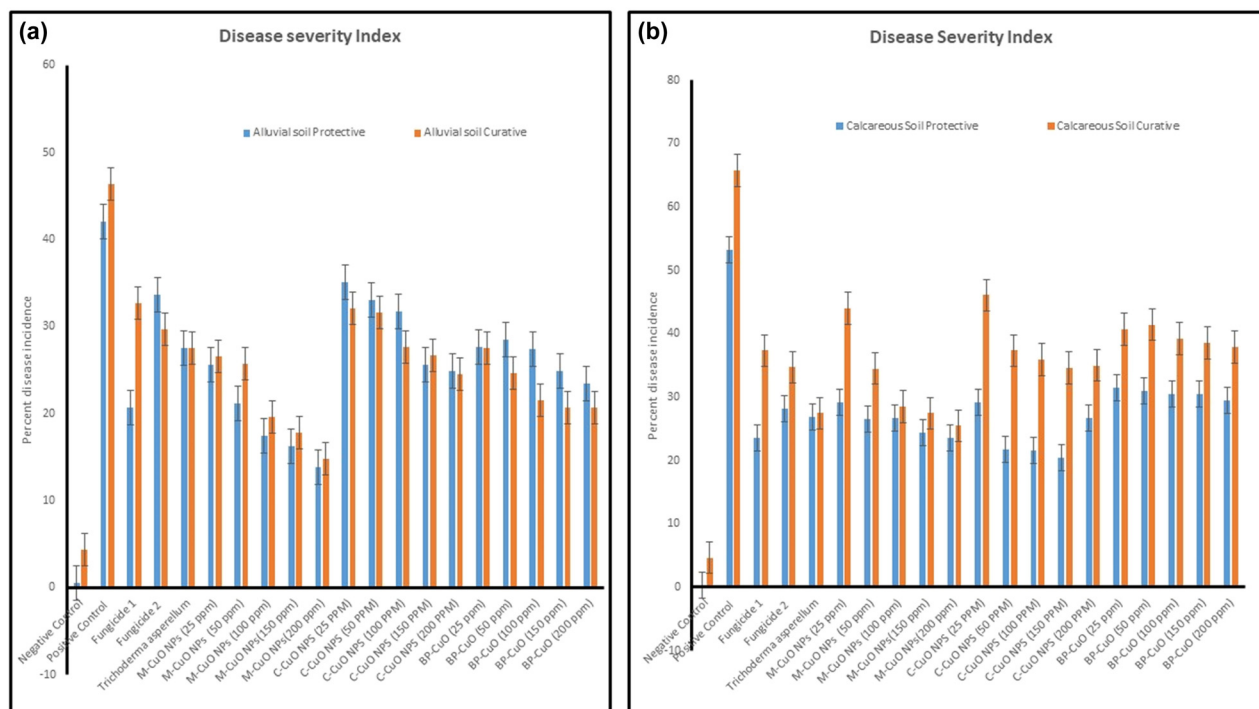 (a)
Disease severity Index
60
50
40
30
20
10
0
-10
Percent disease incidence
Alluvial soil Protective
Alluvial soil Curative
Negative Control
Positive Control
Fungicide 1
Fungicide 2
Trichoderma asperellum
M-CuO NPs (25 ppm)
M-CuO NPs (50 ppm)
M-CuO NPs (100 ppm)
M-CuO NPs(150 ppm)
M-CuO NPs(200 ppm)
C-CuO NPS (25 PPM)
C-CuO NPS (50 PPM)
C-CuO NPS (100 PPM)
C-CuO NPS (150 PPM)
C-CuO NPS (200 PPM)
BP-CuO (25 ppm)
BP-CuO (50 ppm)
BP-CuO (100 ppm)
BP-CuO (150 ppm)
BP-CuO (200 ppm)
(b)
Disease Severity Index
80
70
60
50
40
30
20
10
0
-10
Percent disease incidence
Calcareous Soil Protective
Calcareous Soil Curative
Negative Control
Positive Control
Fungicide 1
Fungicide 2
Trichoderma asperellum
M-CuO NPs (25 ppm)
M-CuO NPs (50 ppm)
M-CuO NPs (100 ppm)
M-CuO NPs(150 ppm)
M-CuO NPs(200 ppm)
C-CuO NPS (25 PPM)
C-CuO NPS (50 PPM)
C-CuO NPS (100 PPM)
C-CuO NPS (150 PPM)
C-CuO NPS (200 PPM)
BP-CuO (25 ppm)
BP-CuO (50 ppm)
BP-CuO (100 ppm)
BP-CuO (150 ppm)
BP-CuO (200 ppm)